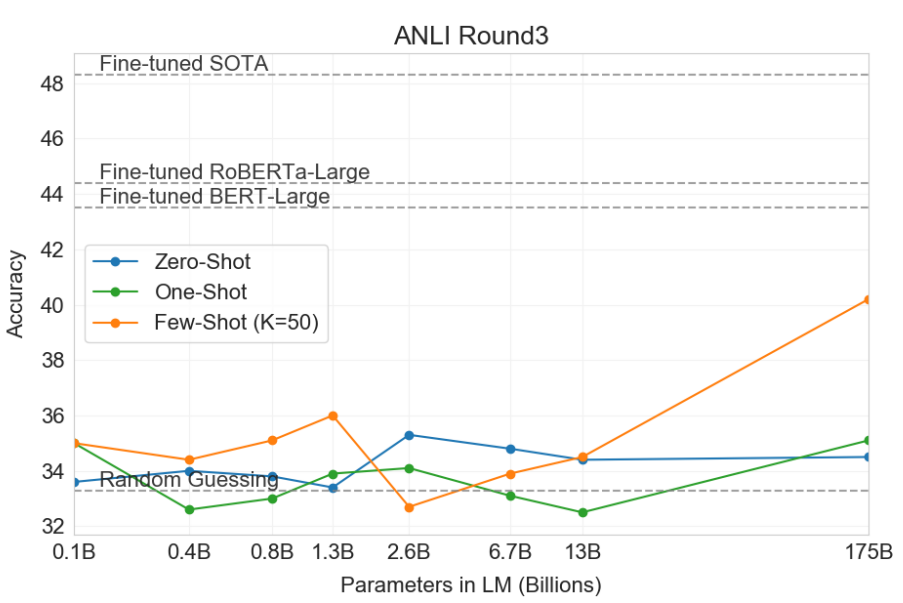 ANLI Round3
Fine-tuned SOTA
48
46
Fine-tuned RoBERTa-Large
44
Fine-tuned BERT-Large
42
Zero-Shot
One-Shot
Few-Shot (K=50)
Accuracy
40
38
36
34
Random Guessing
32
0.1B 0.4B 0.8B 1.3B 2.6B 6.7B 13B 175B
Parameters in LM (Billions)